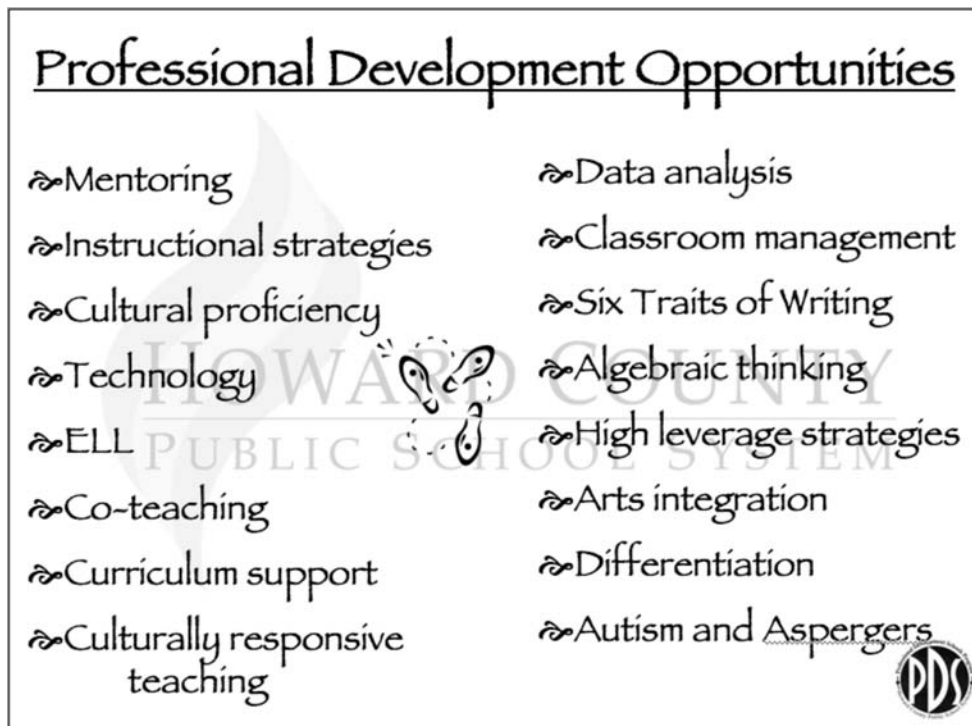 Professional Development Opportunities
Mentoring
Instructional strategies
Cultural proficiency
Technology
ELL
Co-teaching
Curriculum support
Culturally responsive
teaching
Data analysis
Classroom management
Six Traits of Writing
Algebraic thinking
High leverage strategies
Arts integration
Differentiation
Autism and Aspergers
HOWARD COUNTY
PUBLIC SCHOOL SYSTEM
PDS